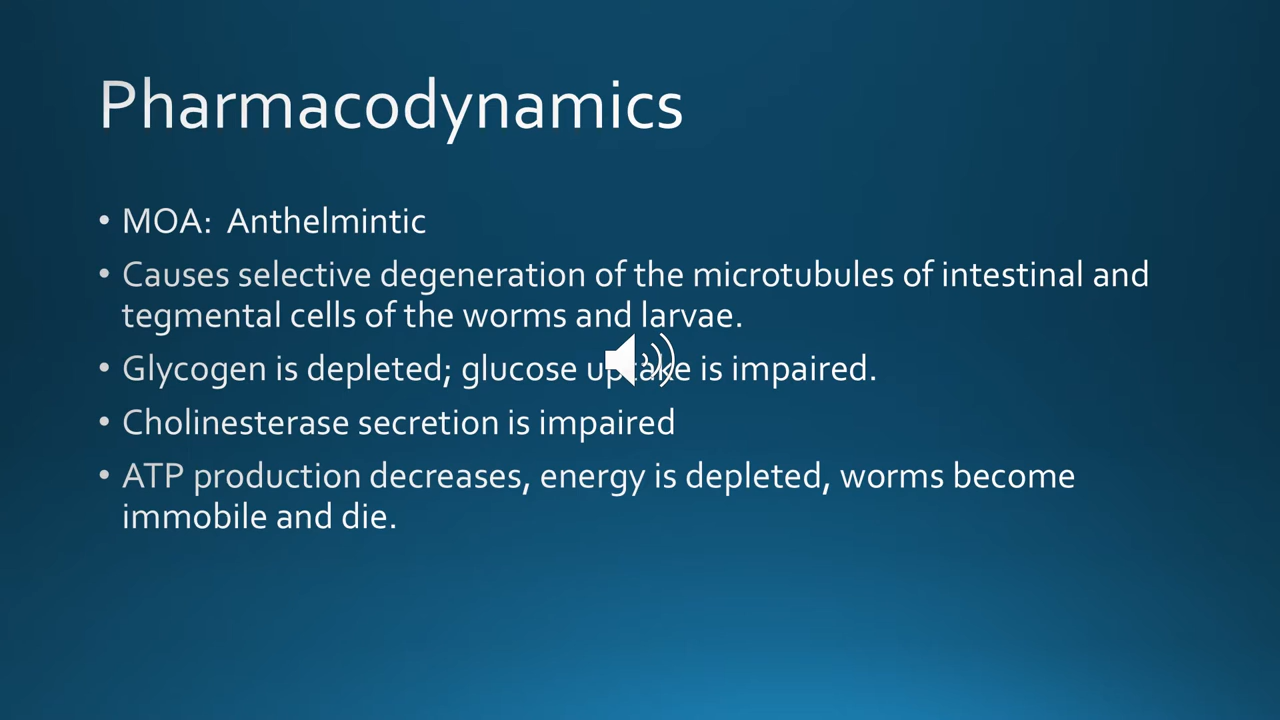 Pharmacodynamics
• MOA: Anthelmintic
• Causes selective degeneration of the microtubules of intestinal and
tegmental cells of the worms and larvae.
• Glycogen is depleted; glucose uptake is impaired.
• Cholinesterase secretion is impaired
• ATP production decreases, energy is depleted, worms become
immobile and die.